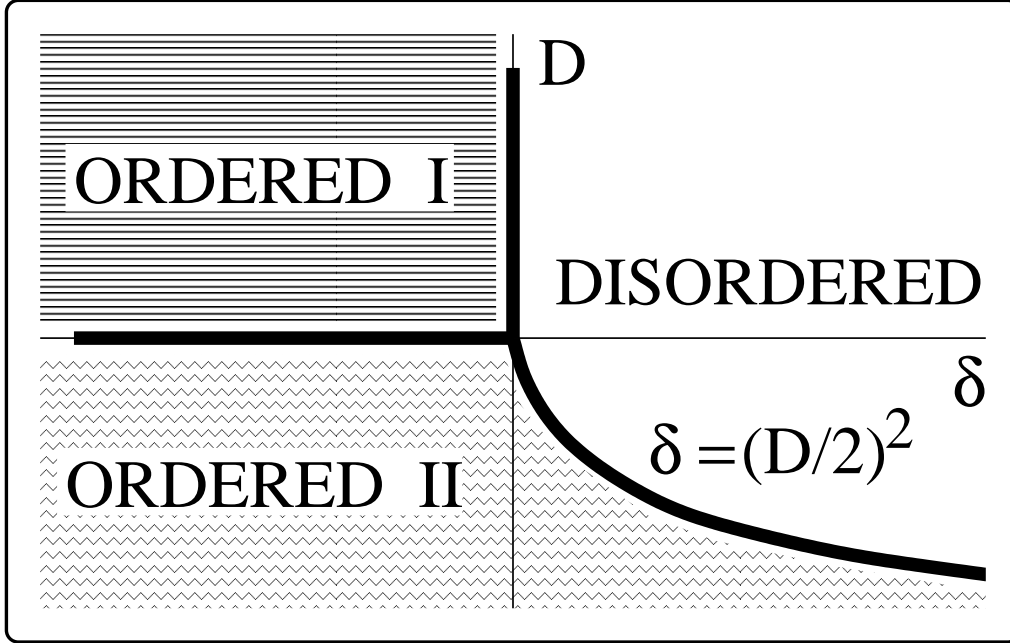 D
ORDERED I
DISORDERED
δ
δ =(D/2)²
ORDERED II